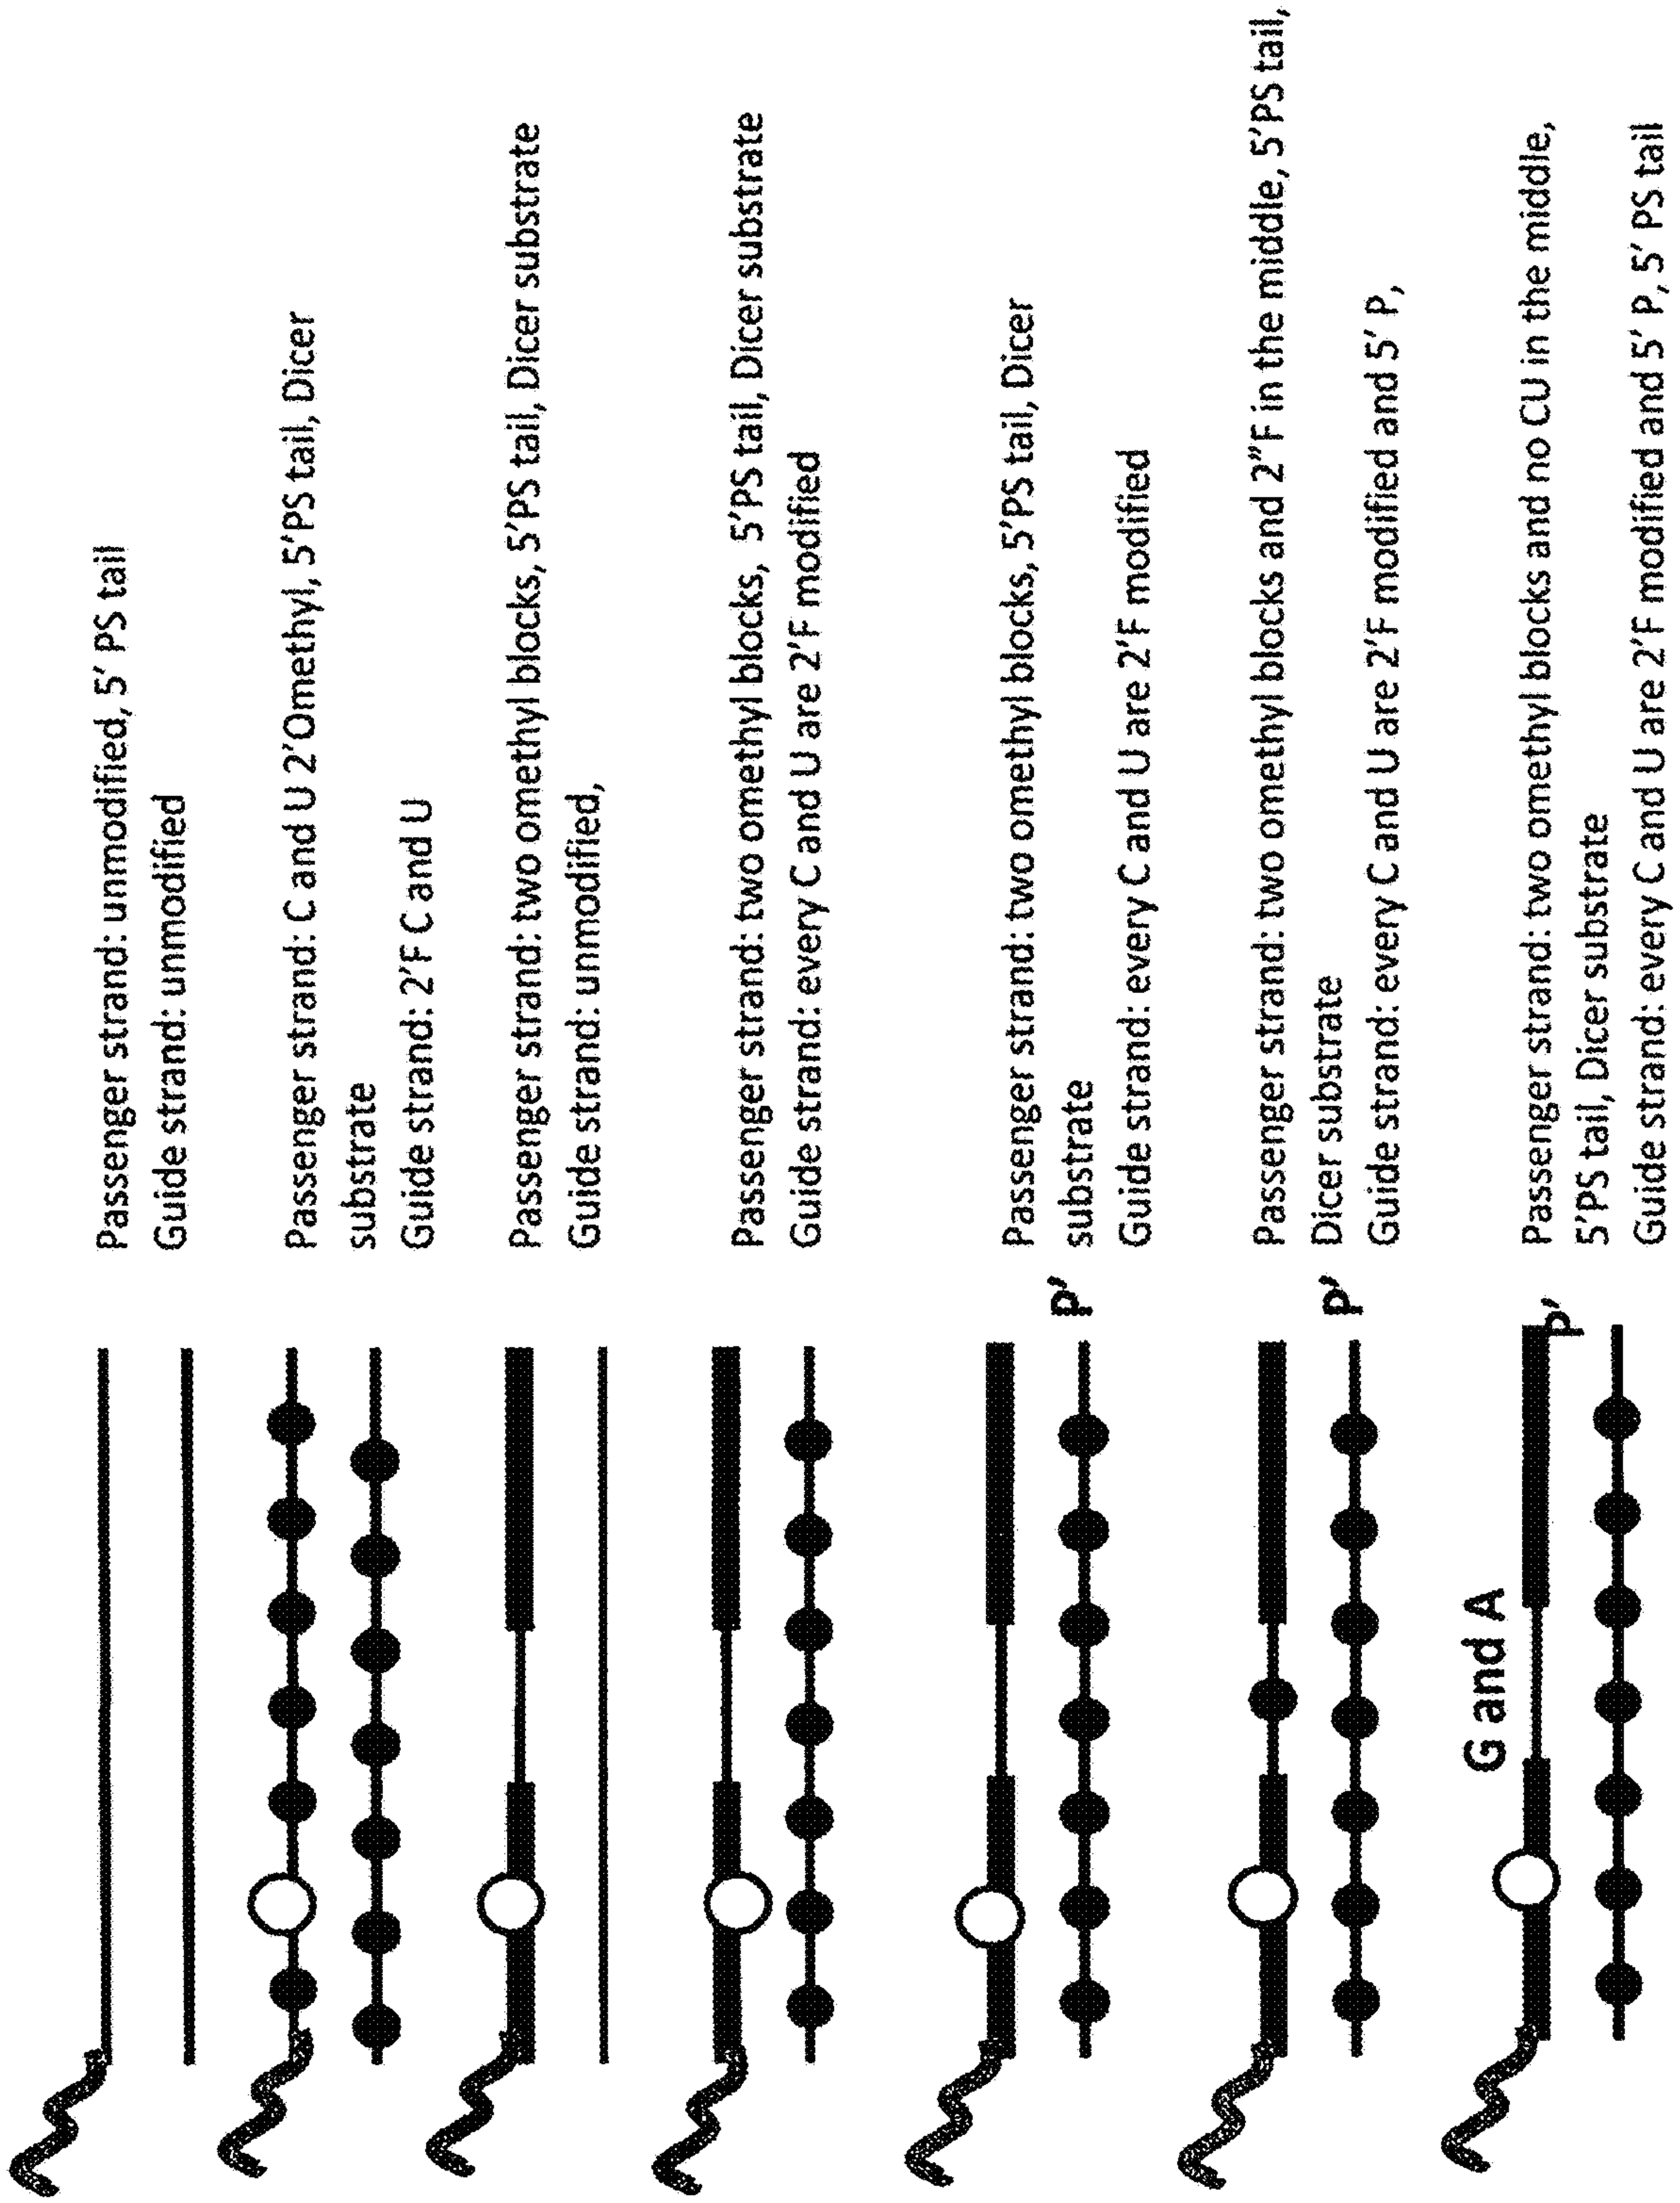 Passenger strand: unmodified, 5' PS tail
Guide strand: unmodified
Passenger strand: C and U 2'Omethyl, 5'PS tail, Dicer
substrate
Guide strand: 2'F C and U
Passenger strand: two omethyl blocks, 5'PS tail, Dicer substrate
Guide strand: unmodified,
Passenger strand: two omethyl blocks, 5'PS tail, Dicer substrate
Guide strand: every C and U are 2'F modified
P'
Passenger strand: two omethyl blocks, 5'PS tail, Dicer
substrate
Guide strand: every C and U are 2'F modified
P'
Passenger strand: two omethyl blocks and 2"F in the middle, 5'PS tail,
Dicer substrate
Guide strand: every C and U are 2'F modified and 5' P,
G and A
P'
Passenger strand: two omethyl blocks and no CU in the middle,
5'PS tail, Dicer substrate
Guide strand: every C and U are 2'F modified and 5' P, 5' PS tail